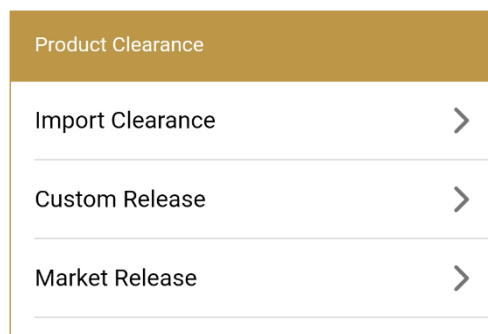 Product Clearance
Import Clearance
Custom Release
Market Release